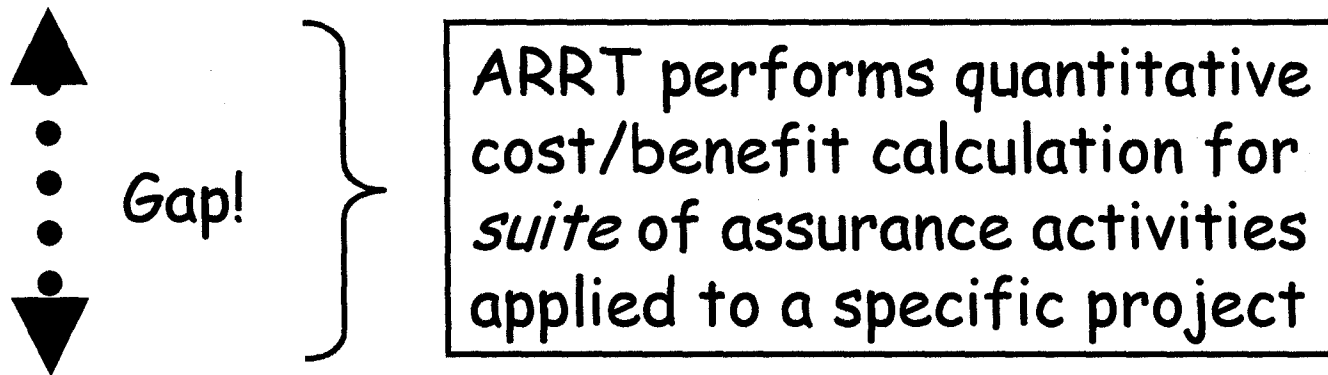 Gap!
ARRT performs quantitative
cost/benefit calculation for
suite of assurance activities
applied to a specific project